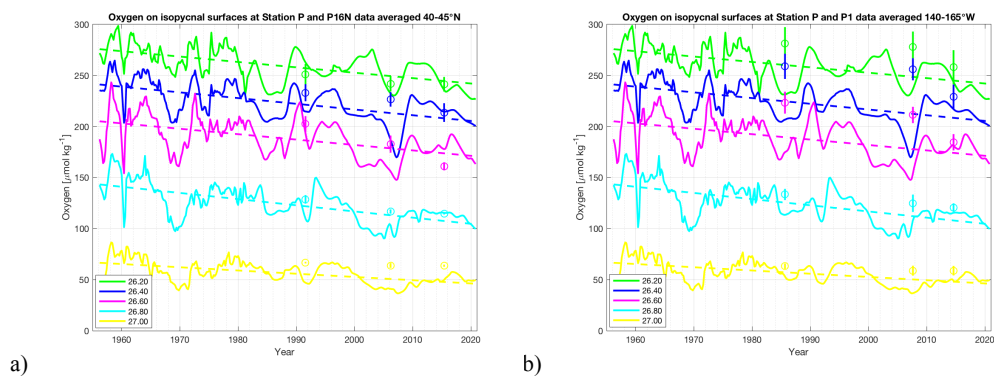 Oxygen on isopycnal surfaces at Station P and P16N data averaged 40-45°N
300
250
200
150
100
50
0
Oxygen [μmol kg⁻¹]
26.20
26.40
26.60
26.80
27.00
1960 1970 1980 1990 2000 2010 2020
Year
a)
Oxygen on isopycnal surfaces at Station P and P1 data averaged 140-165°W
300
250
200
150
100
50
0
Oxygen [μmol kg⁻¹]
26.20
26.40
26.60
26.80
27.00
1960 1970 1980 1990 2000 2010 2020
Year
b)